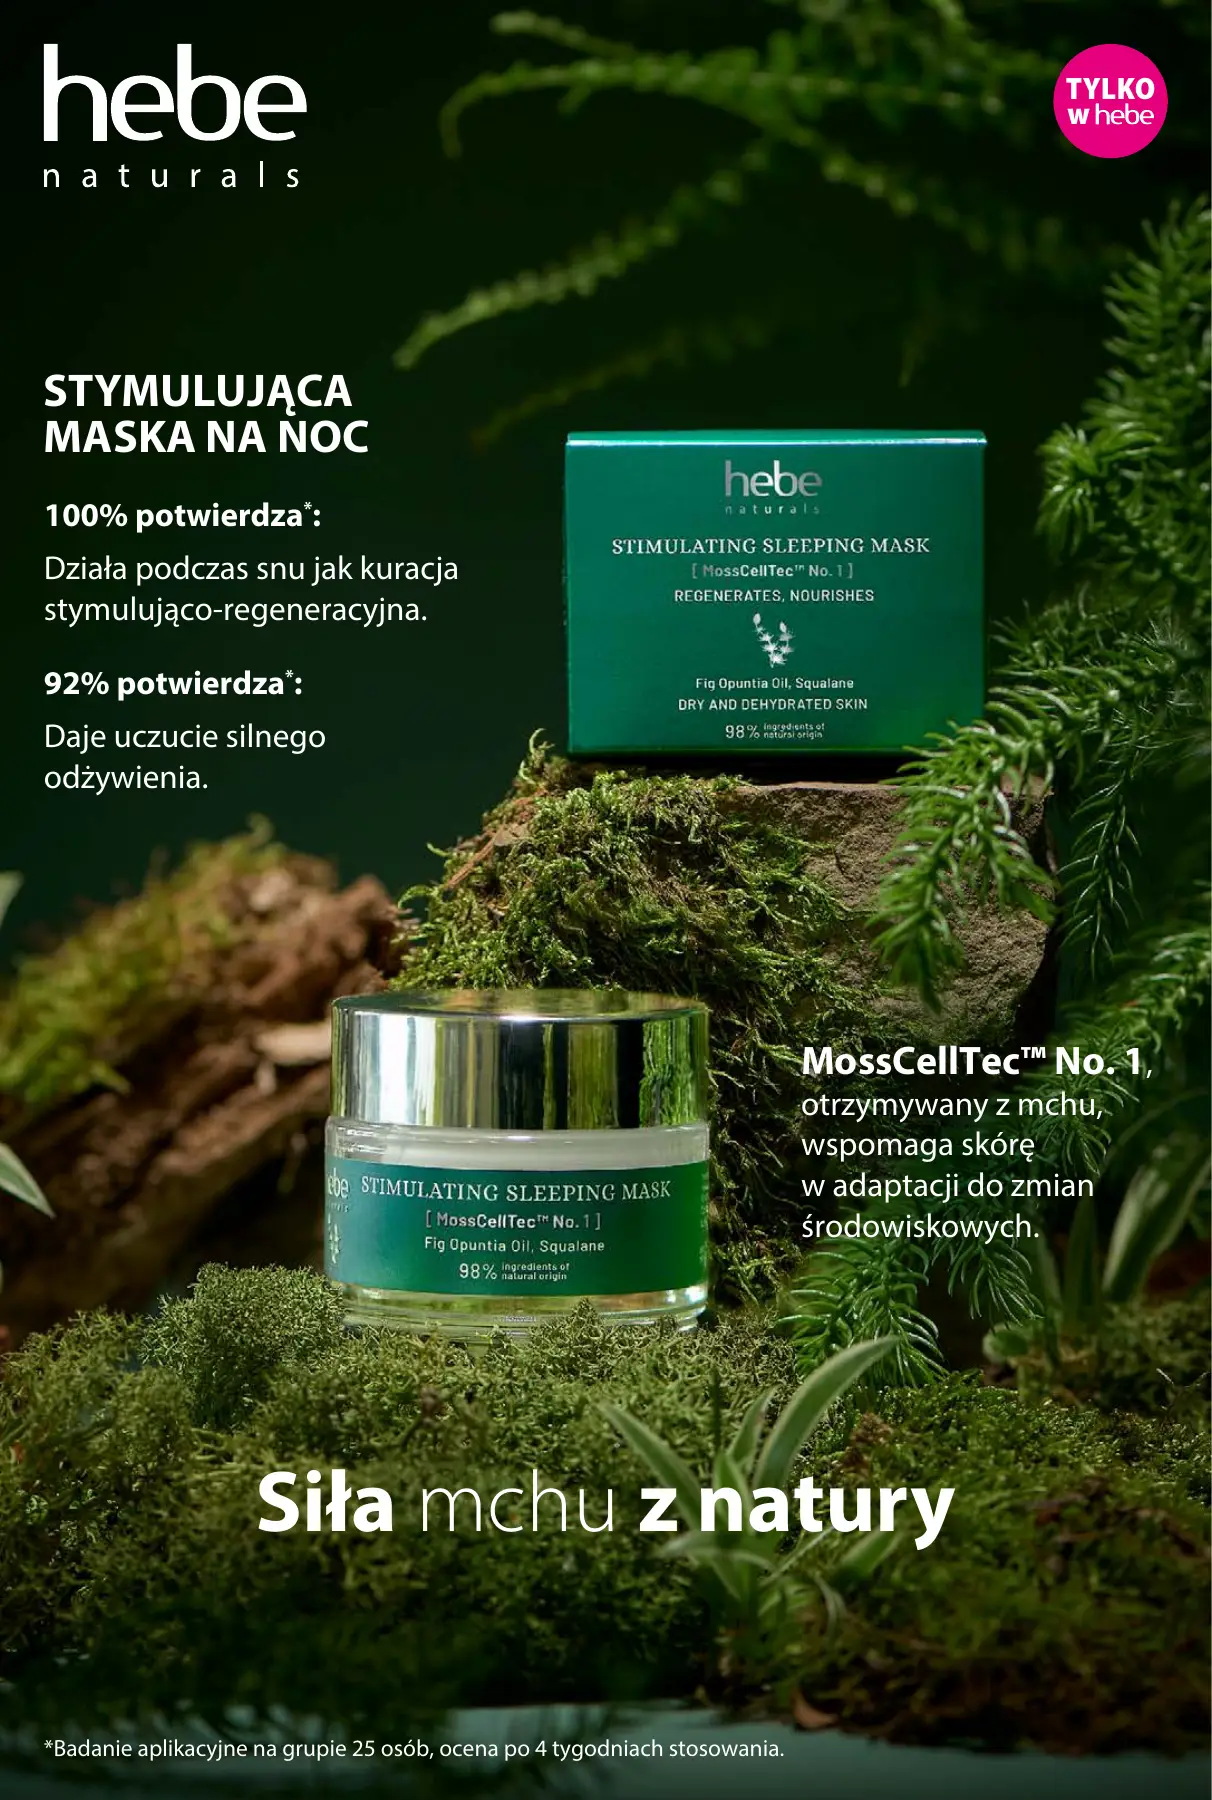 hebe
naturals
TYLKO
W hebe
STYMULUJĄCA
MASKA NA NOC
100% potwierdza*:
Działa podczas snu jak kuracja
stymulująco-regeneracyjna.
92% potwierdza*:
Daje uczucie silnego
odżywienia.
hebe
naturals
STIMULATING SLEEPING MASK
[ MossCellTec™ No. 1 ]
REGENERATES, NOURISHES
Fig Opuntia Oil, Squalane
DRY AND DEHYDRATED SKIN
98% ingredients of
natural origin
MossCellTec™ No. 1,
otrzymywany z mchu,
wspomaga skórę
w adaptacji do zmian
środowiskowych.
ebe
STIMULATING SLEEPING MASK
[ MossCellTec™ No. 1 ]
Fig Opuntia Oil, Squalane
98% ingredients of
natural origin
Siła mchu z natury
*Badanie aplikacyjne na grupie 25 osób, ocena po 4 tygodniach stosowania.